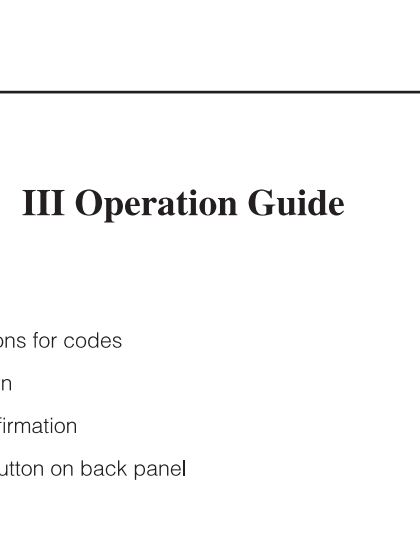 III Operation Guide
ons for codes
n
firmation
utton on back panel